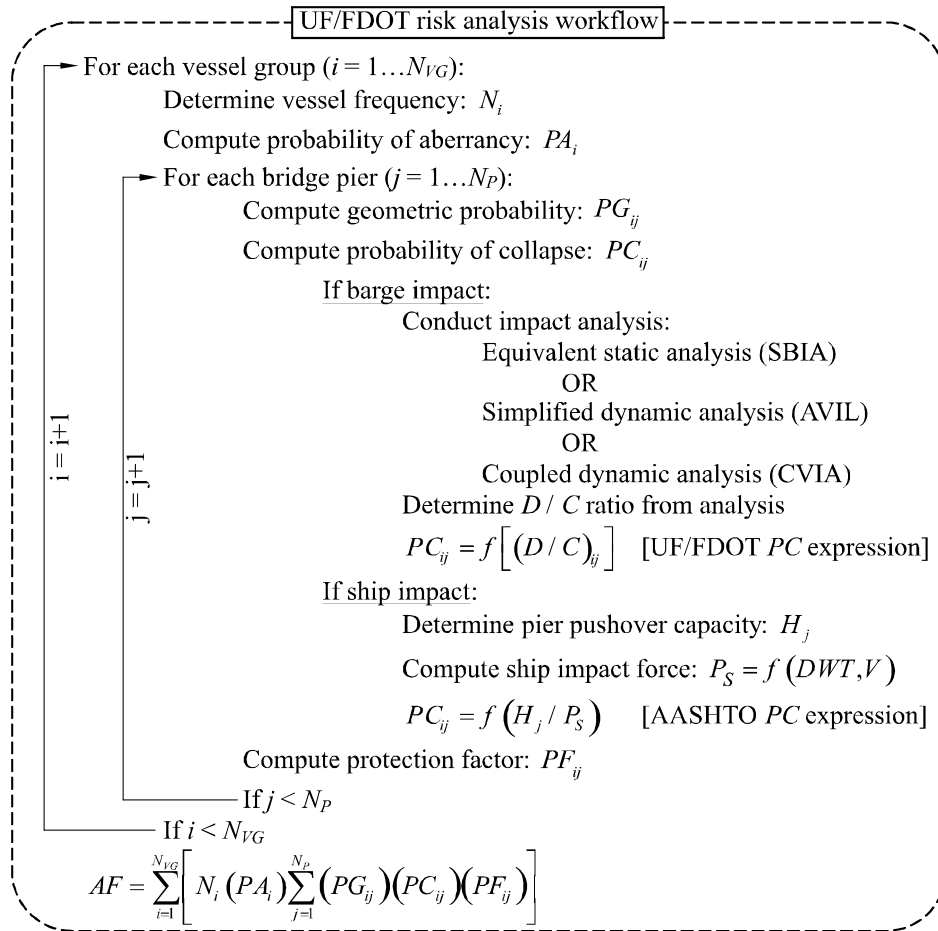 UF/FDOT risk analysis workflow
For each vessel group (i = 1…N_VG):
Determine vessel frequency: N_i
Compute probability of aberrancy: PA_i
For each bridge pier (j = 1…N_P):
Compute geometric probability: PG_ij
Compute probability of collapse: PC_ij
If barge impact:
Conduct impact analysis:
Equivalent static analysis (SBIA)
OR
Simplified dynamic analysis (AVIL)
OR
Coupled dynamic analysis (CVIA)
Determine D / C ratio from analysis
PC_ij = f[(D / C)_ij] [UF/FDOT PC expression]
If ship impact:
Determine pier pushover capacity: H_j
Compute ship impact force: P_S = f(DWT,V)
PC_ij = f(H_j / P_S) [AASHTO PC expression]
Compute protection factor: PF_ij
If j < N_P
If i < N_VG
i = i+1
j = j+1
AF = ∑_{i=1}^{N_VG} [N_i (PA_i) ∑_{j=1}^{N_P} (PG_ij)(PC_ij)(PF_ij)]